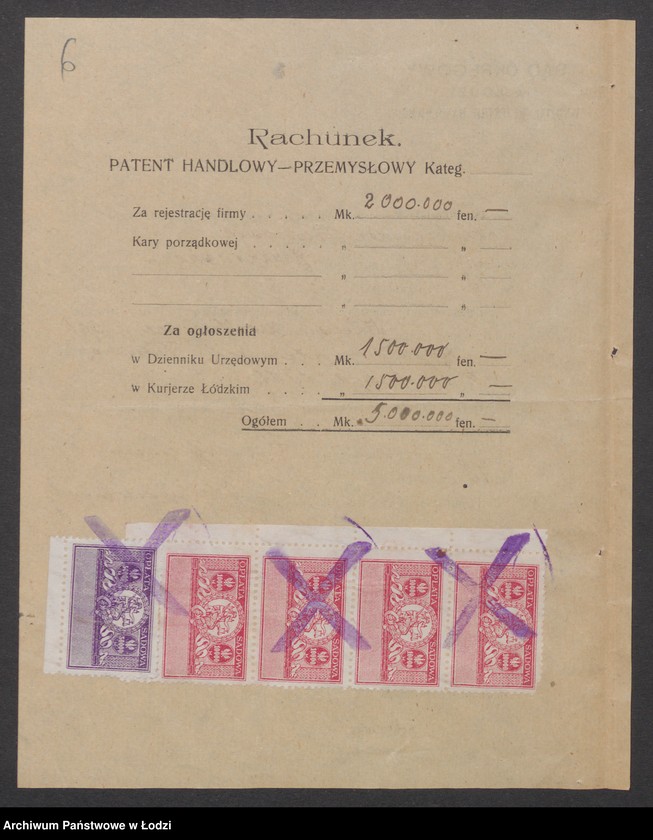 6
Rachunek.
PATENT HANDLOWY—PRZEMYSŁOWY Kateg.
Za rejestrację firmy . . . . . Mk. 2 000.000 fen. —
Kary porządkowej . . . . . „ „
„ „
„ „
Za ogłoszenia
w Dzienniku Urzędowym . . . Mk. 1500.000 fen. —
w Kurjerze Łódzkim . . . . „ 1500.000 „ —
Ogółem . . Mk. 5.000.000 fen. —
OPŁATA SĄDOWA
OPŁATA SĄDOWA
OPŁATA SĄDOWA
OPŁATA SĄDOWA
OPŁATA SĄDOWA
Archiwum Państwowe w Łodzi